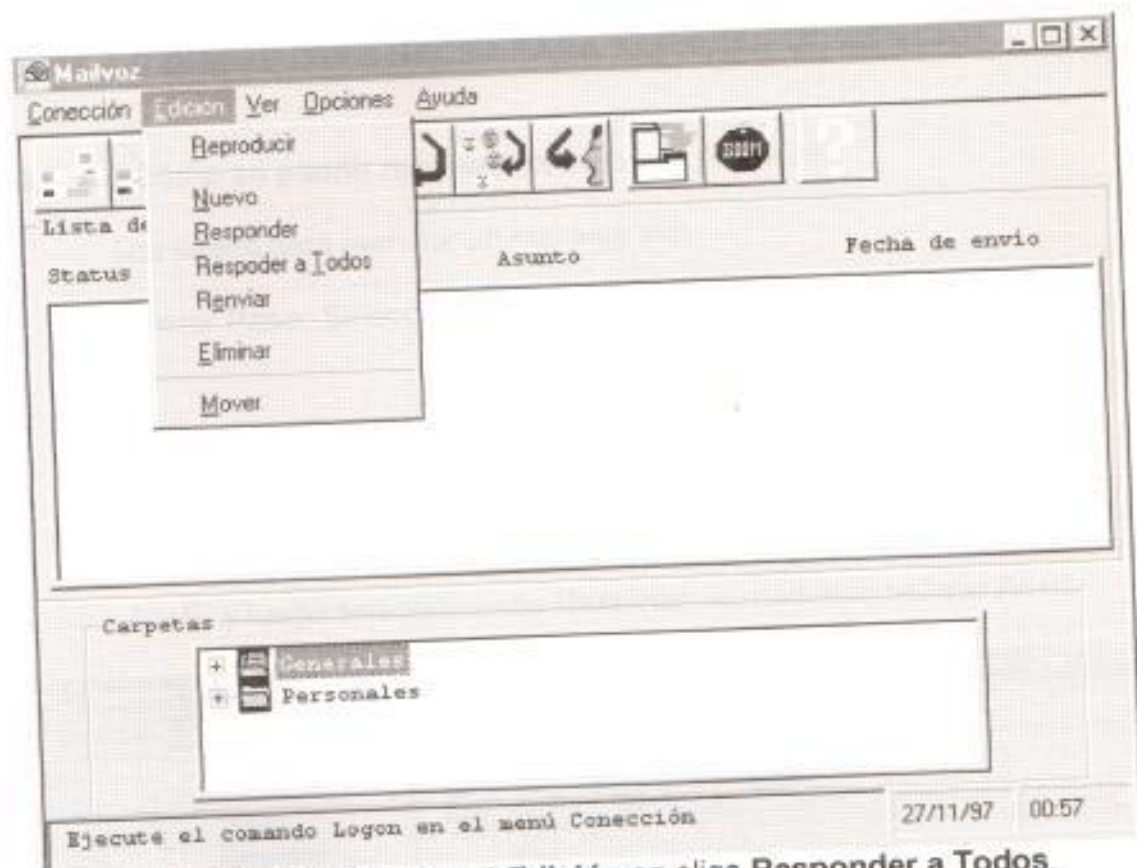 Mailvoz
Conección Edición Ver Opciones Ayuda
Reproducir
Nuevo
Responder
Respoder a Todos
Renviar
Eliminar
Mover
Lista de
Status Asunto Fecha de envio
Carpetas
Generales
Personales
Ejecute el comando Logon en el menú Conección 27/11/97 00:57
elige Responder a Todos